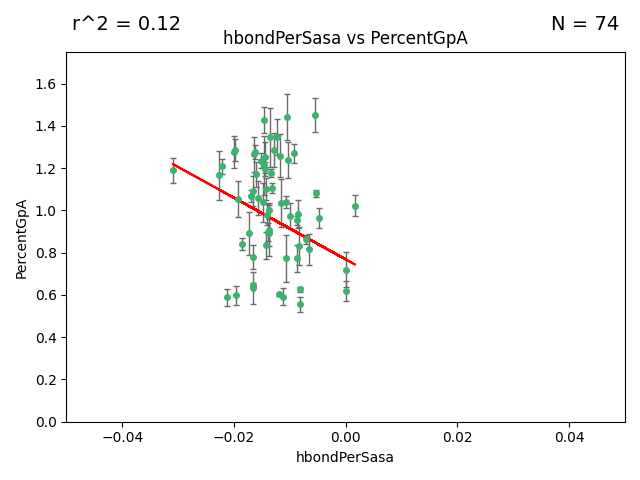 r^2 = 0.12
N = 74
hbondPerSasa vs PercentGpA
1.6
1.4
1.2
1.0
0.8
0.6
0.4
0.2
0.0
PercentGpA
−0.04
−0.02
0.00
0.02
0.04
hbondPerSasa